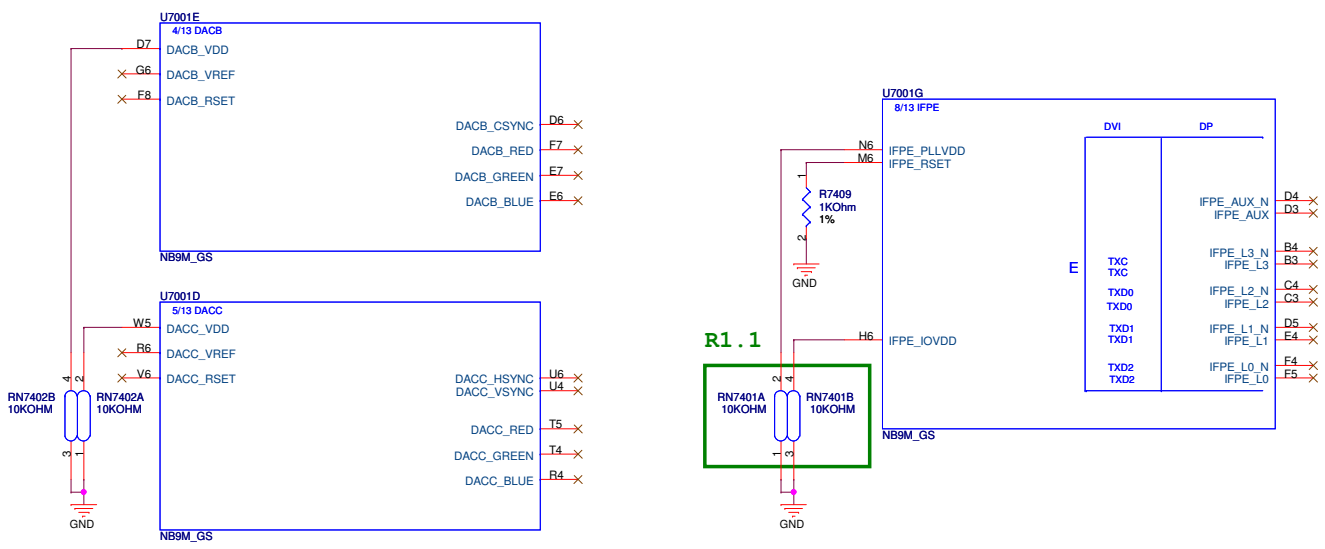 U7001E
4/13 DACB
D7 DACB_VDD
G6 DACB_VREF
F8 DACB_RSET
DACB_CSYNC D6
DACB_RED F7
DACB_GREEN E7
DACB_BLUE E6
NB9M_GS
U7001D
5/13 DACC
W5 DACC_VDD
R6 DACC_VREF
V6 DACC_RSET
DACC_HSYNC U6
DACC_VSYNC U4
DACC_RED T5
DACC_GREEN T4
DACC_BLUE R4
NB9M_GS
4 2
RN7402B RN7402A
10KOHM 10KOHM
3 1
GND
U7001G
8/13 IFPE
DVI DP
N6 IFPE_PLLVDD
M6 IFPE_RSET
1
R7409
1KOhm
1%
2
GND
H6 IFPE_IOVDD
E
TXC
TXC
TXD0
TXD0
TXD1
TXD1
TXD2
TXD2
IFPE_AUX_N D4
IFPE_AUX D3
IFPE_L3_N B4
IFPE_L3 B3
IFPE_L2_N C4
IFPE_L2 C3
IFPE_L1_N D5
IFPE_L1 E4
IFPE_L0_N F4
IFPE_L0 F5
NB9M_GS
R1.1
2 4
RN7401A RN7401B
10KOHM 10KOHM
1 3
GND